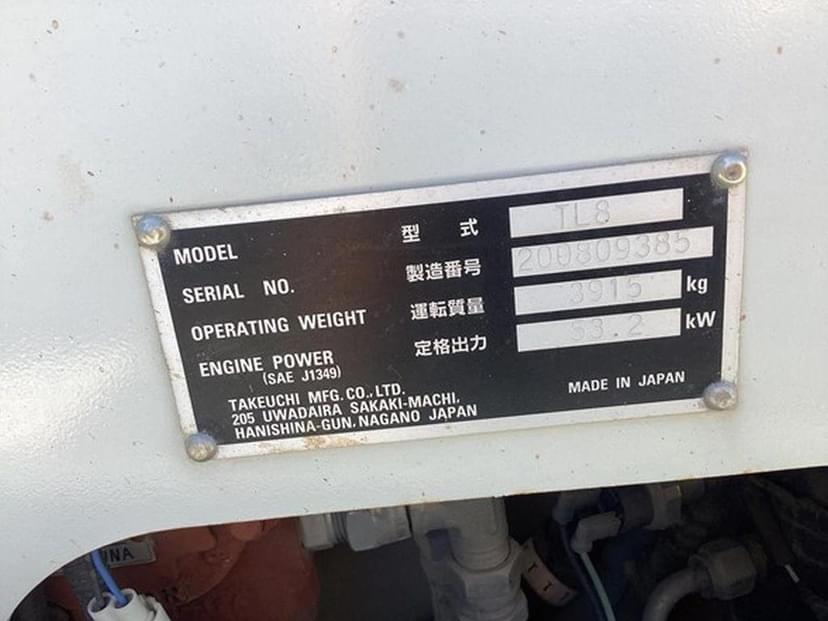 MODEL 型 式 TL8
SERIAL NO. 製造番号 200809385
OPERATING WEIGHT 運転質量 3915 kg
ENGINE POWER 定格出力 53.2 kW
(SAE J1349)
TAKEUCHI MFG. CO., LTD.
205 UWADAIRA SAKAKI-MACHI,
HANISHINA-GUN, NAGANO JAPAN
MADE IN JAPAN